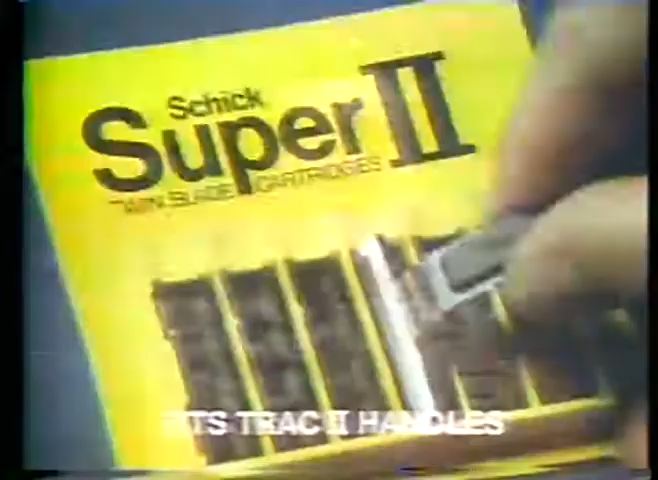 Schick
Super II
TWIN BLADE CARTRIDGES
FITS TRAC II HANDLES